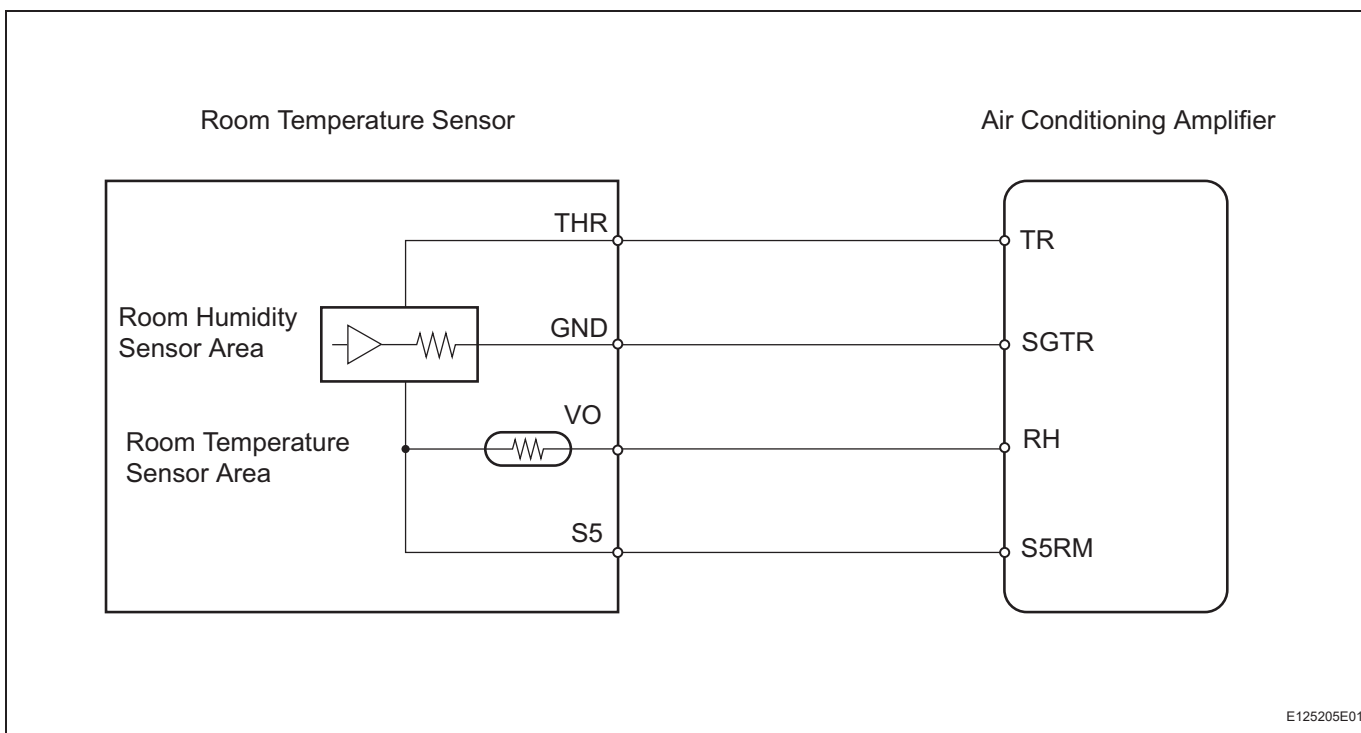 Room Temperature Sensor
Air Conditioning Amplifier
THR
TR
Room Humidity
Sensor Area
GND
SGTR
VO
RH
Room Temperature
Sensor Area
S5
S5RM
E125205E01